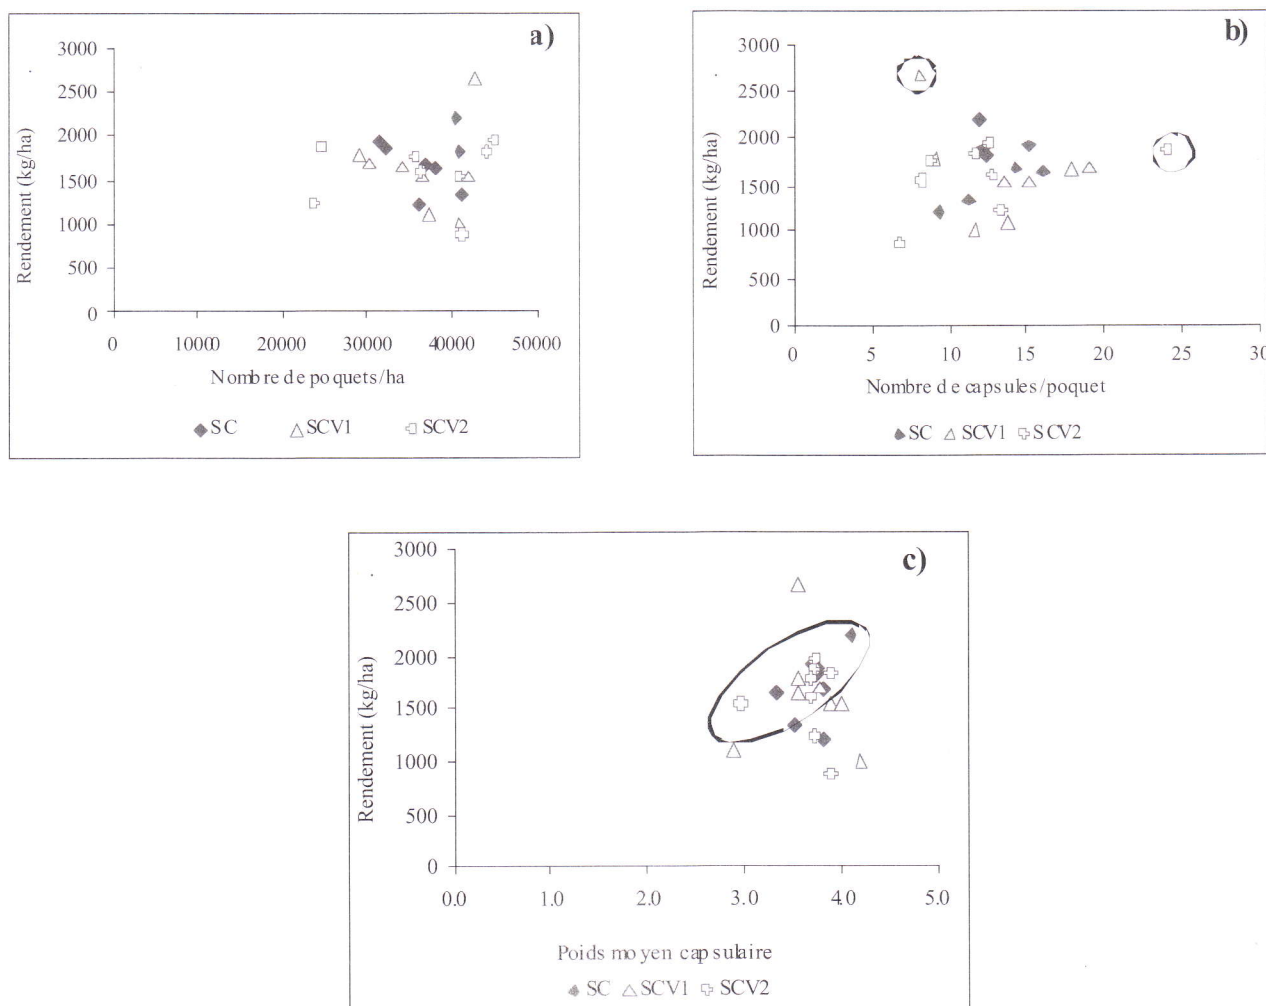 a)
3000
2500
2000
1500
1000
500
0
Rendement (kg/ha)
0 10000 20000 30000 40000 50000
Nombre de poquets/ha
SC SCV1 SCV2
b)
3000
2500
2000
1500
1000
500
0
Rendement (kg/ha)
0 5 10 15 20 25 30
Nombre de capsules/poquet
SC SCV1 SCV2
c)
3000
2500
2000
1500
1000
500
0
Rendement (kg/ha)
0.0 1.0 2.0 3.0 4.0 5.0
Poids moyen capsulaire
SC SCV1 SCV2